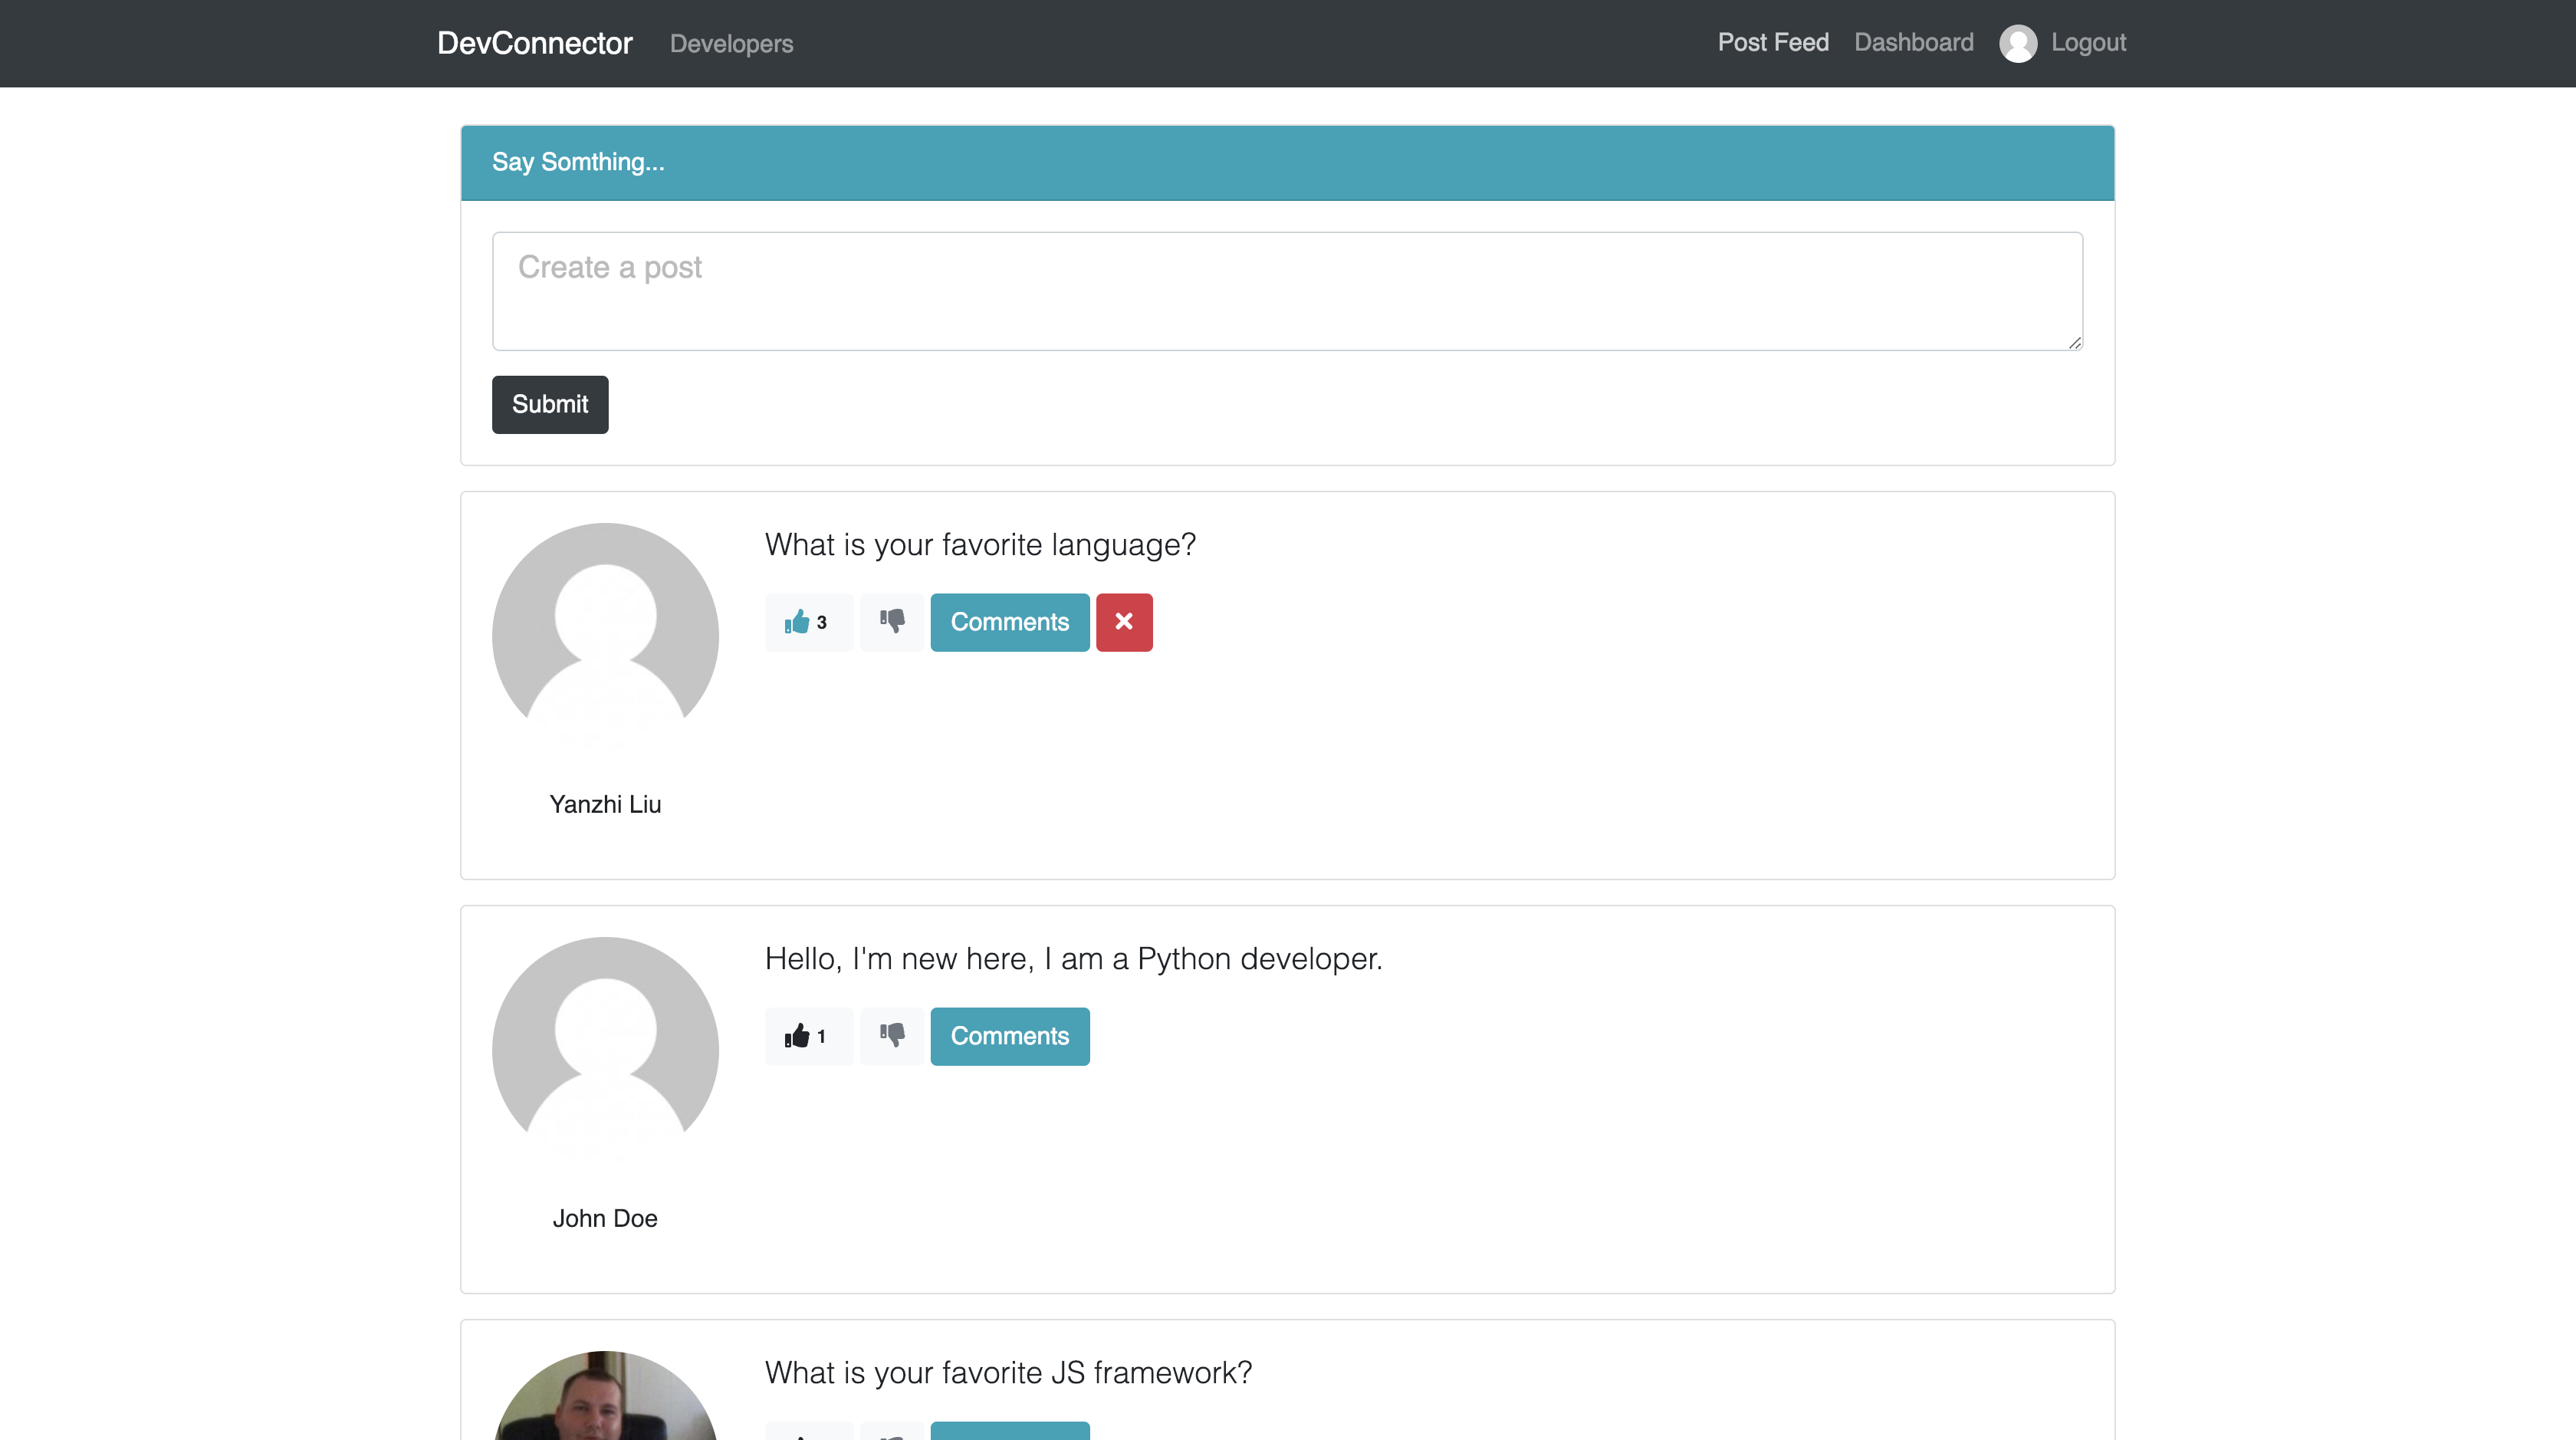 DevConnector Developers Post Feed Dashboard Logout
Say Somthing...
Create a post
Submit
What is your favorite language?
3 Comments
Yanzhi Liu
Hello, I'm new here, I am a Python developer.
1 Comments
John Doe
What is your favorite JS framework?